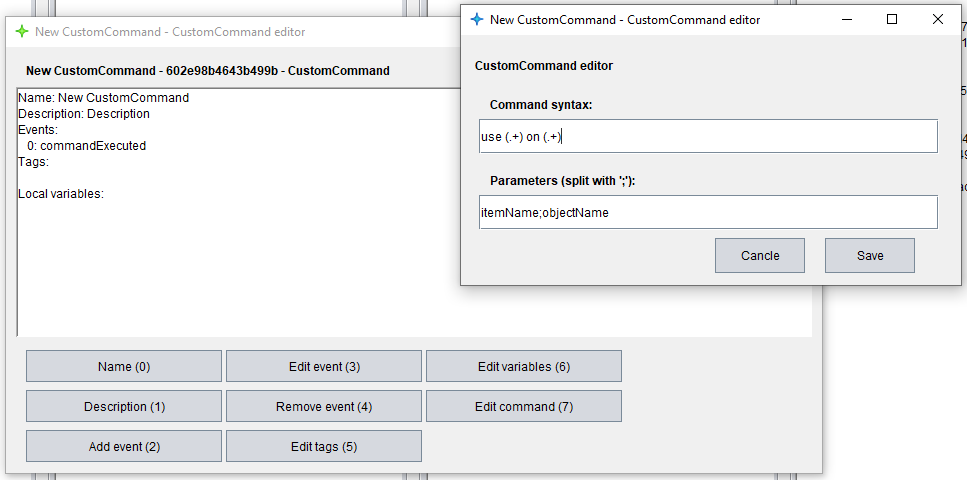 New CustomCommand - CustomCommand editor
New CustomCommand - 602e98b4643b499b - CustomCommand
Name: New CustomCommand
Description: Description
Events:
0: commandExecuted
Tags:
Local variables:
Name (0)
Edit event (3)
Edit variables (6)
Description (1)
Remove event (4)
Edit command (7)
Add event (2)
Edit tags (5)
New CustomCommand - CustomCommand editor
CustomCommand editor
Command syntax:
use (.+) on (.+)
Parameters (split with ';'):
itemName;objectName
Cancle
Save